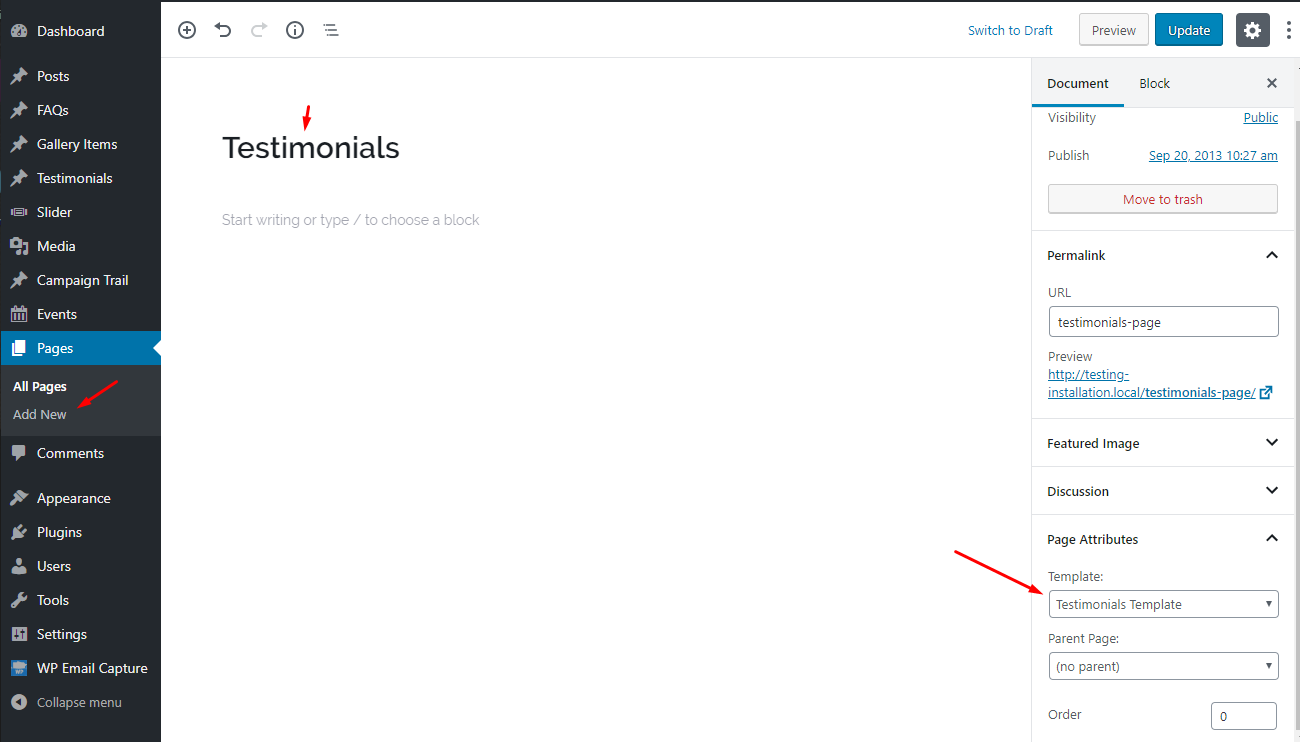 Dashboard
Posts
FAQs
Gallery Items
Testimonials
Slider
Media
Campaign Trail
Events
Pages
All Pages
Add New
Comments
Appearance
Plugins
Users
Tools
Settings
WP Email Capture
Collapse menu
Switch to Draft
Preview
Update
Testimonials
Start writing or type / to choose a block
Document
Block
Visibility
Public
Publish
Sep 20, 2013 10:27 am
Move to trash
Permalink
URL
testimonials-page
Preview
http://testing-
installation.local/testimonials-page/
Featured Image
Discussion
Page Attributes
Template:
Testimonials Template
Parent Page:
(no parent)
Order
0